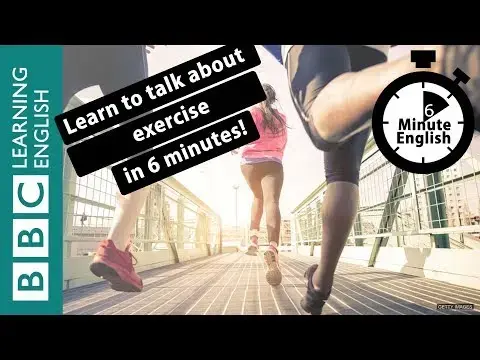 BBC
LEARNING
ENGLISH
Learn to talk about
exercise
in 6 minutes!
6
Minute
English
GETTY IMAGES